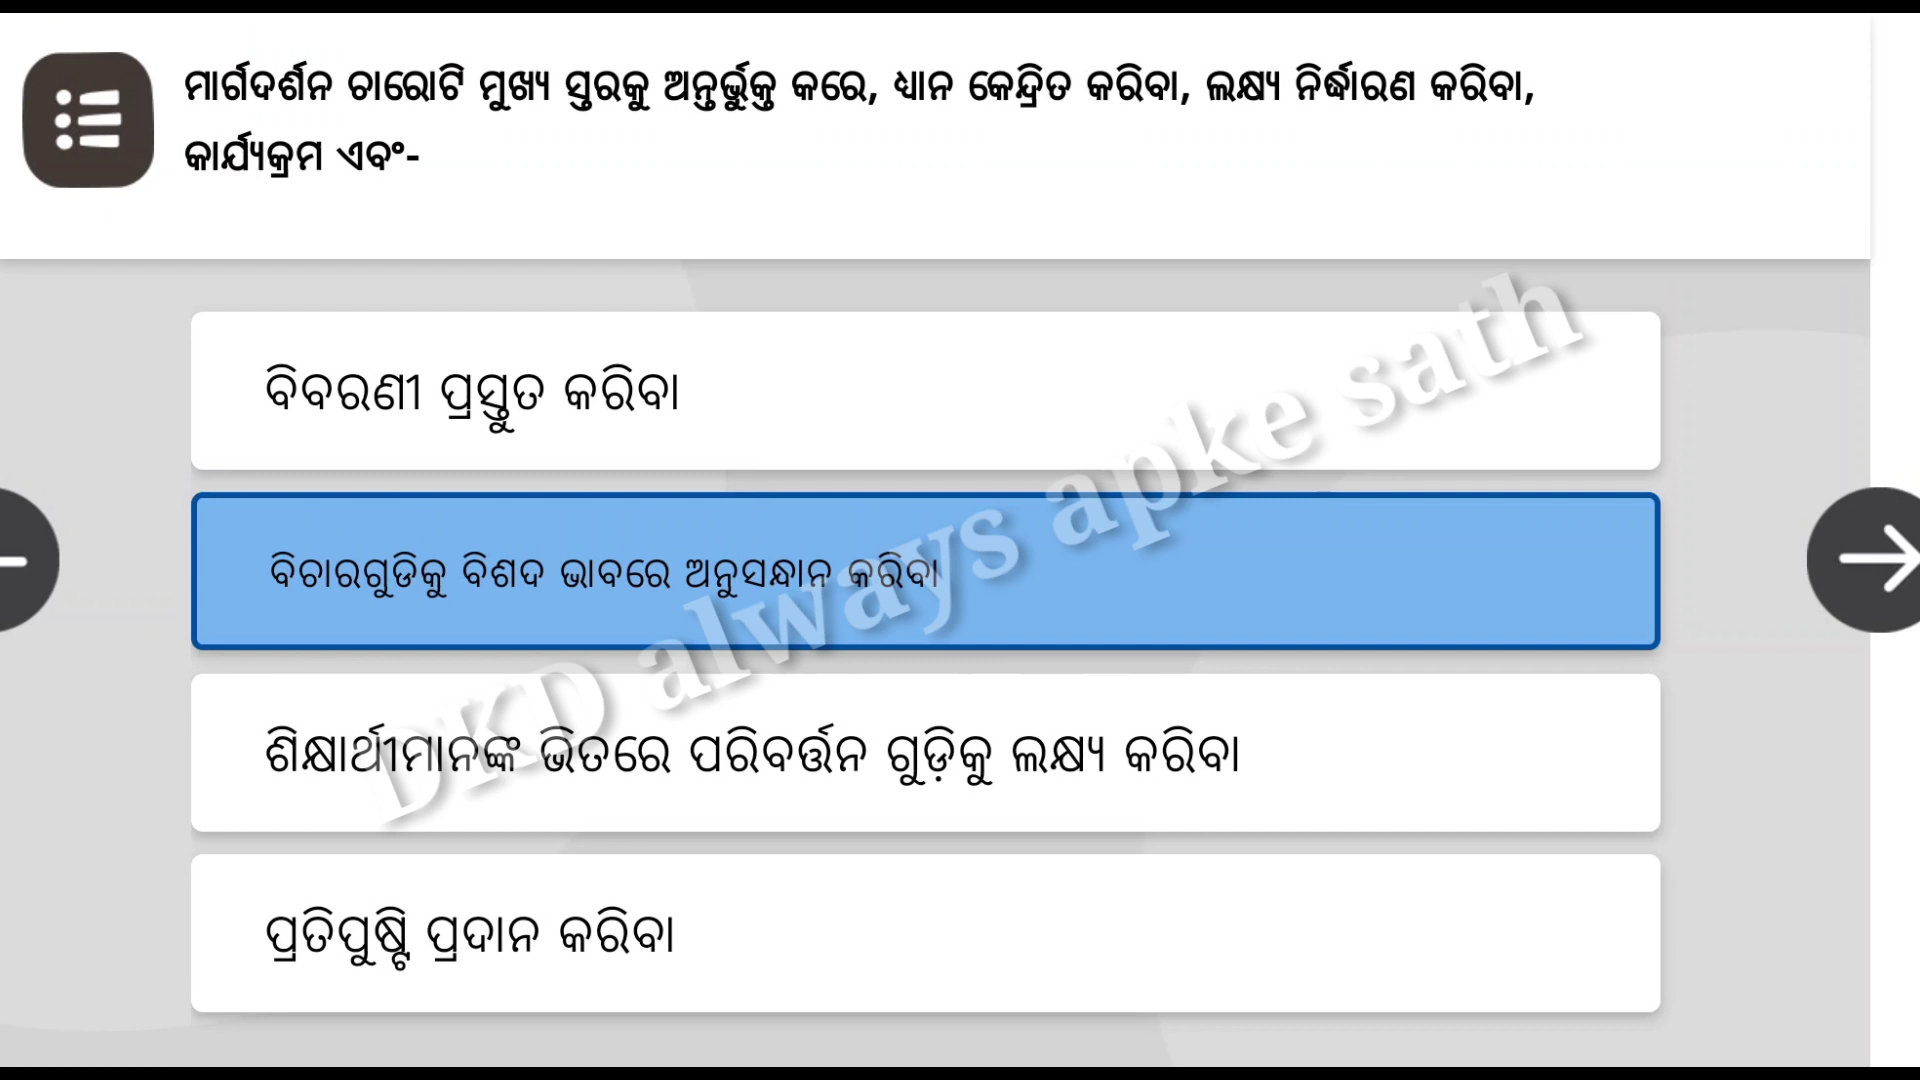 ମାର୍ଗଦର୍ଶନ ଚାରୋଟି ମୁଖ୍ୟ ସ୍ତରକୁ ଅନ୍ତର୍ଭୁକ୍ତ କରେ, ଧ୍ୟାନ କେନ୍ଦ୍ରିତ କରିବା, ଲକ୍ଷ୍ୟ ନିର୍ଦ୍ଧାରଣ କରିବା,
କାର୍ଯ୍ୟକ୍ରମ ଏବଂ-
ବିବରଣୀ ପ୍ରସ୍ତୁତ କରିବା
ବିଚାରଗୁଡିକୁ ବିଶଦ ଭାବରେ ଅନୁସନ୍ଧାନ କରିବା
ଶିକ୍ଷାର୍ଥୀମାନଙ୍କ ଭିତରେ ପରିବର୍ତ୍ତନ ଗୁଡ଼ିକୁ ଲକ୍ଷ୍ୟ କରିବା
ପ୍ରତିପୁଷ୍ଟି ପ୍ରଦାନ କରିବା
DKD always apke sath